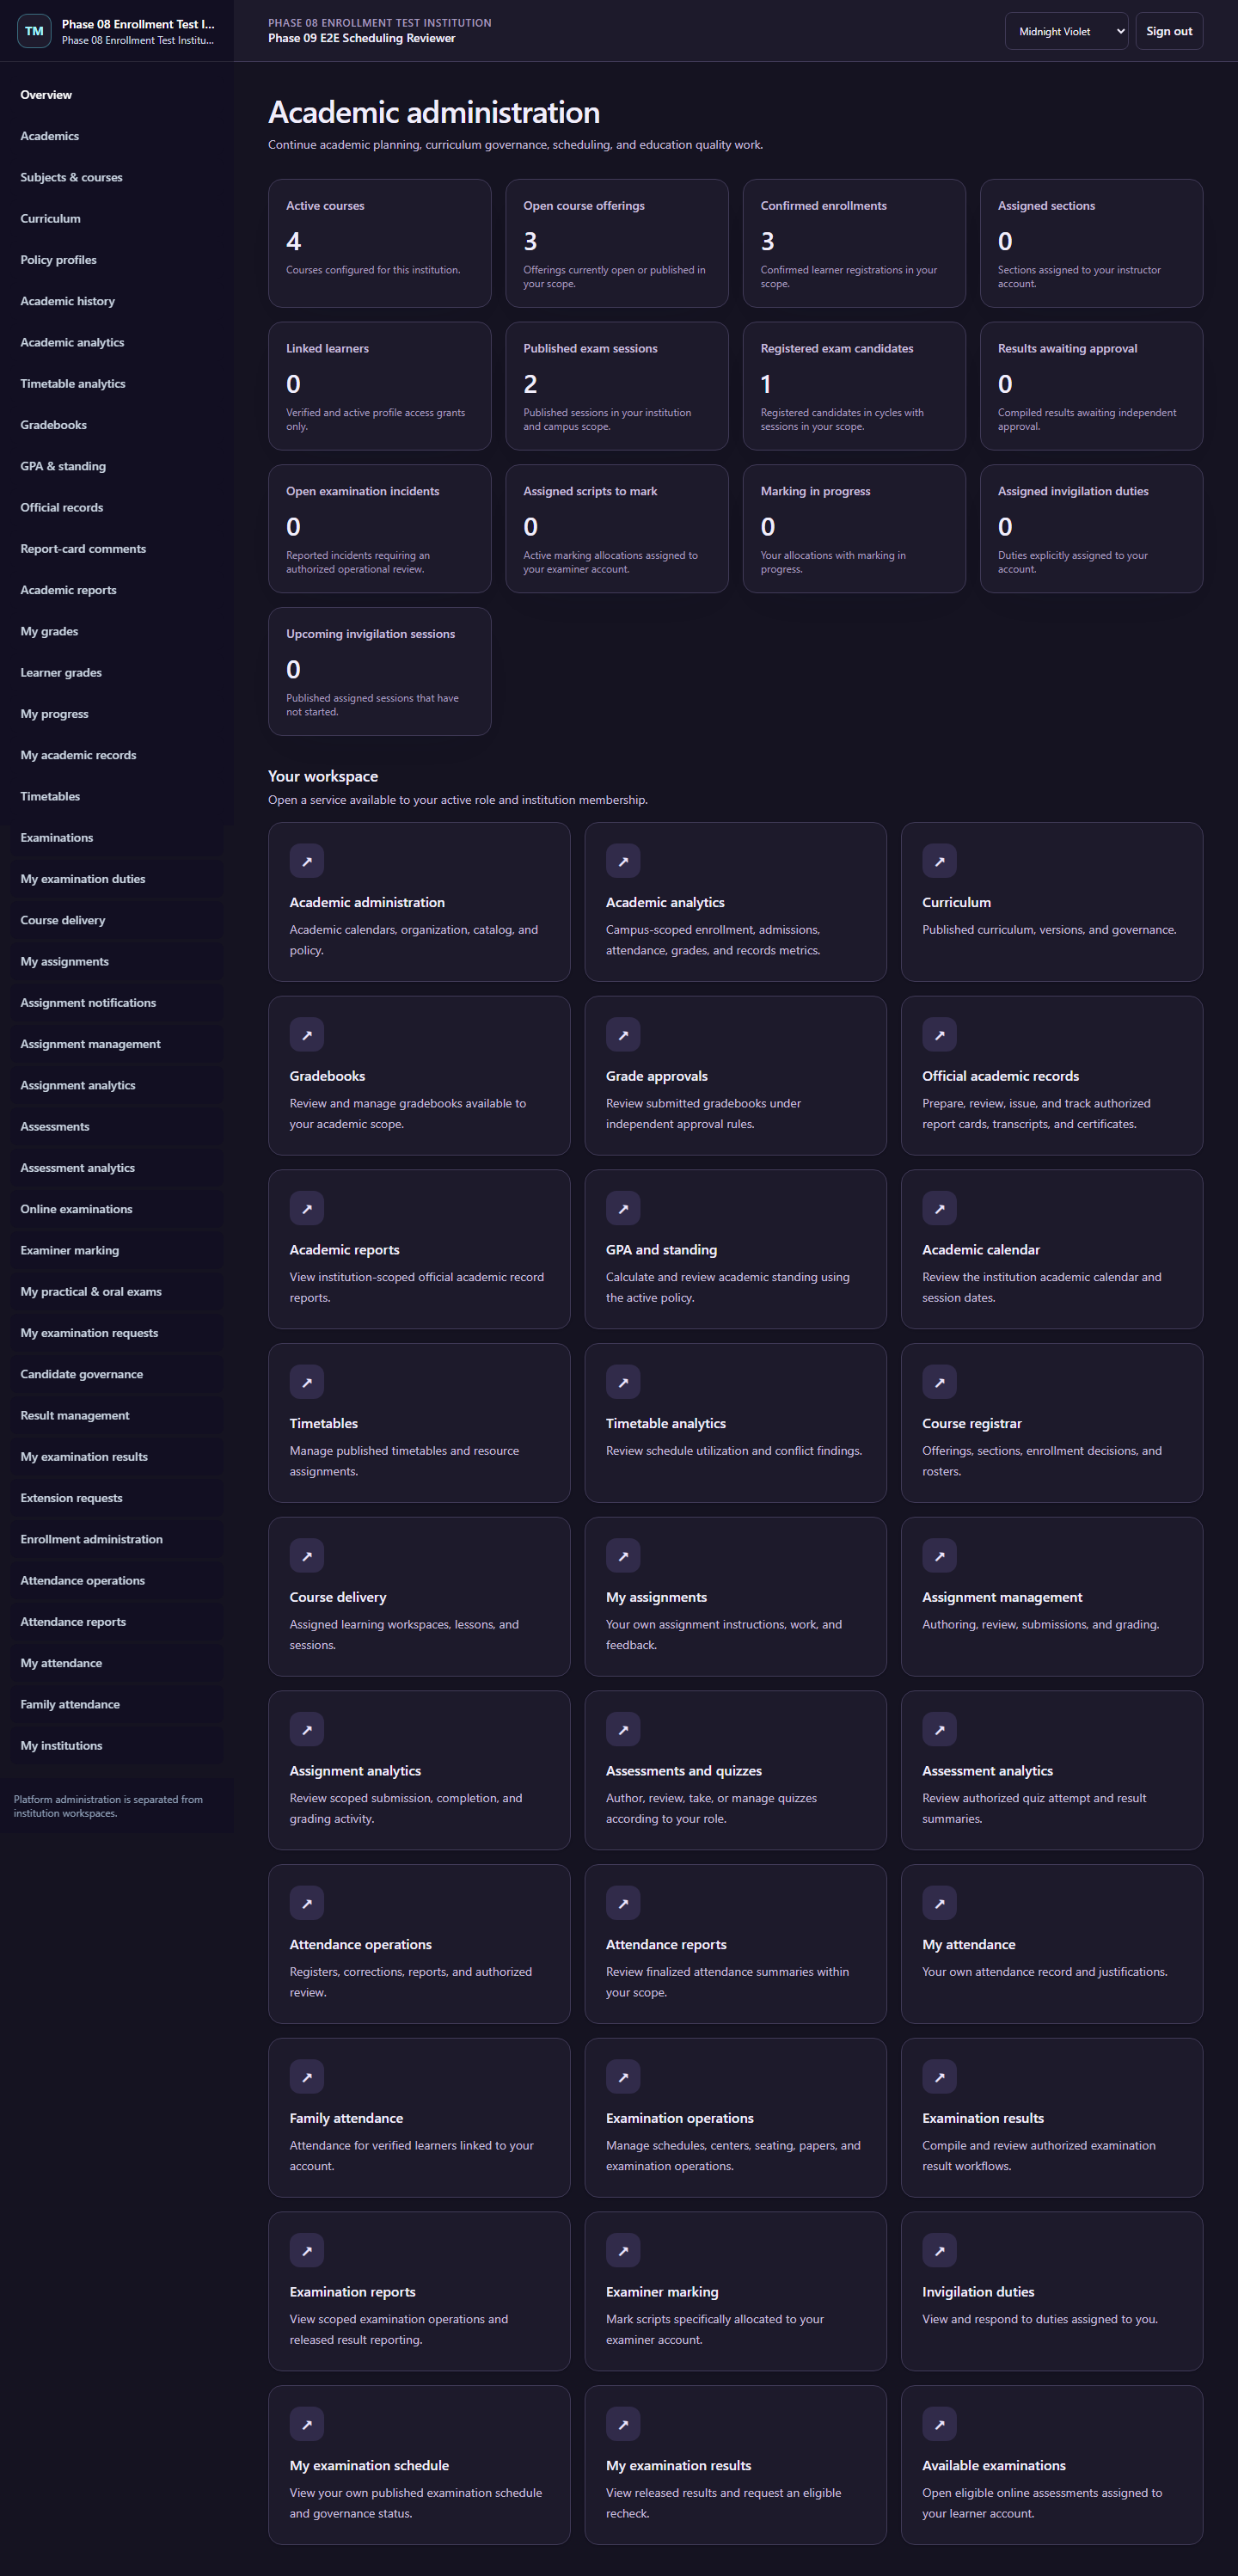 TM
Phase 08 Enrollment Test I...
Phase 08 Enrollment Test Institu...
Overview
Academics
Subjects & courses
Curriculum
Policy profiles
Academic history
Academic analytics
Timetable analytics
Gradebooks
GPA & standing
Official records
Report-card comments
Academic reports
My grades
Learner grades
My progress
My academic records
Timetables
Examinations
My examination duties
Course delivery
My assignments
Assignment notifications
Assignment management
Assignment analytics
Assessments
Assessment analytics
Online examinations
Examiner marking
My practical & oral exams
My examination requests
Candidate governance
Result management
My examination results
Extension requests
Enrollment administration
Attendance operations
Attendance reports
My attendance
Family attendance
My institutions
Platform administration is separated from
institution workspaces.
PHASE 08 ENROLLMENT TEST INSTITUTION
Phase 09 E2E Scheduling Reviewer
Midnight Violet
Sign out
Academic administration
Continue academic planning, curriculum governance, scheduling, and education quality work.
Active courses
4
Courses configured for this institution.
Open course offerings
3
Offerings currently open or published in
your scope.
Confirmed enrollments
3
Confirmed learner registrations in your
scope.
Assigned sections
0
Sections assigned to your instructor
account.
Linked learners
0
Verified and active profile access grants
only.
Published exam sessions
2
Published sessions in your institution
and campus scope.
Registered exam candidates
1
Registered candidates in cycles with
sessions in your scope.
Results awaiting approval
0
Compiled results awaiting independent
approval.
Open examination incidents
0
Reported incidents requiring an
authorized operational review.
Assigned scripts to mark
0
Active marking allocations assigned to
your examiner account.
Marking in progress
0
Your allocations with marking in
progress.
Assigned invigilation duties
0
Duties explicitly assigned to your
account.
Upcoming invigilation sessions
0
Published assigned sessions that have
not started.
Your workspace
Open a service available to your active role and institution membership.
Academic administration
Academic calendars, organization, catalog, and
policy.
Academic analytics
Campus-scoped enrollment, admissions,
attendance, grades, and records metrics.
Curriculum
Published curriculum, versions, and governance.
Gradebooks
Review and manage gradebooks available to
your academic scope.
Grade approvals
Review submitted gradebooks under
independent approval rules.
Official academic records
Prepare, review, issue, and track authorized
report cards, transcripts, and certificates.
Academic reports
View institution-scoped official academic record
reports.
GPA and standing
Calculate and review academic standing using
the active policy.
Academic calendar
Review the institution academic calendar and
session dates.
Timetables
Manage published timetables and resource
assignments.
Timetable analytics
Review schedule utilization and conflict findings.
Course registrar
Offerings, sections, enrollment decisions, and
rosters.
Course delivery
Assigned learning workspaces, lessons, and
sessions.
My assignments
Your own assignment instructions, work, and
feedback.
Assignment management
Authoring, review, submissions, and grading.
Assignment analytics
Review scoped submission, completion, and
grading activity.
Assessments and quizzes
Author, review, take, or manage quizzes
according to your role.
Assessment analytics
Review authorized quiz attempt and result
summaries.
Attendance operations
Registers, corrections, reports, and authorized
review.
Attendance reports
Review finalized attendance summaries within
your scope.
My attendance
Your own attendance record and justifications.
Family attendance
Attendance for verified learners linked to your
account.
Examination operations
Manage schedules, centers, seating, papers, and
examination operations.
Examination results
Compile and review authorized examination
result workflows.
Examination reports
View scoped examination operations and
released result reporting.
Examiner marking
Mark scripts specifically allocated to your
examiner account.
Invigilation duties
View and respond to duties assigned to you.
My examination schedule
View your own published examination schedule
and governance status.
My examination results
View released results and request an eligible
recheck.
Available examinations
Open eligible online assessments assigned to
your learner account.